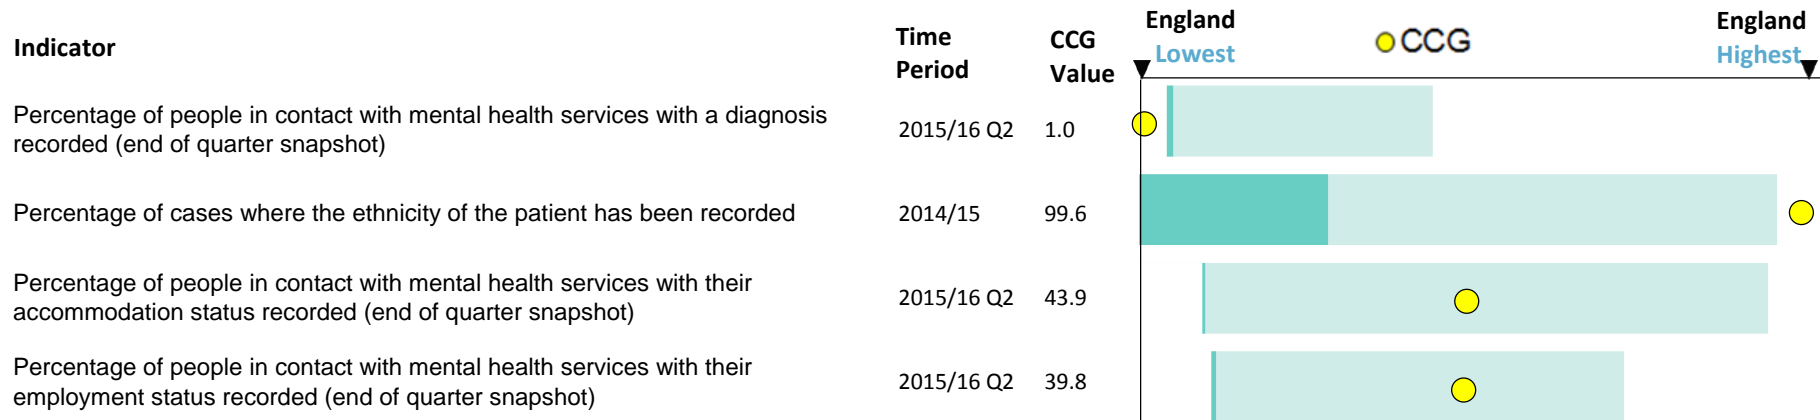 Indicator
Time
Period
CCG
Value
England
Lowest
CCG
England
Highest
Percentage of people in contact with mental health services with a diagnosis
recorded (end of quarter snapshot)
2015/16 Q2
1.0
Percentage of cases where the ethnicity of the patient has been recorded
2014/15
99.6
Percentage of people in contact with mental health services with their
accommodation status recorded (end of quarter snapshot)
2015/16 Q2
43.9
Percentage of people in contact with mental health services with their
employment status recorded (end of quarter snapshot)
2015/16 Q2
39.8